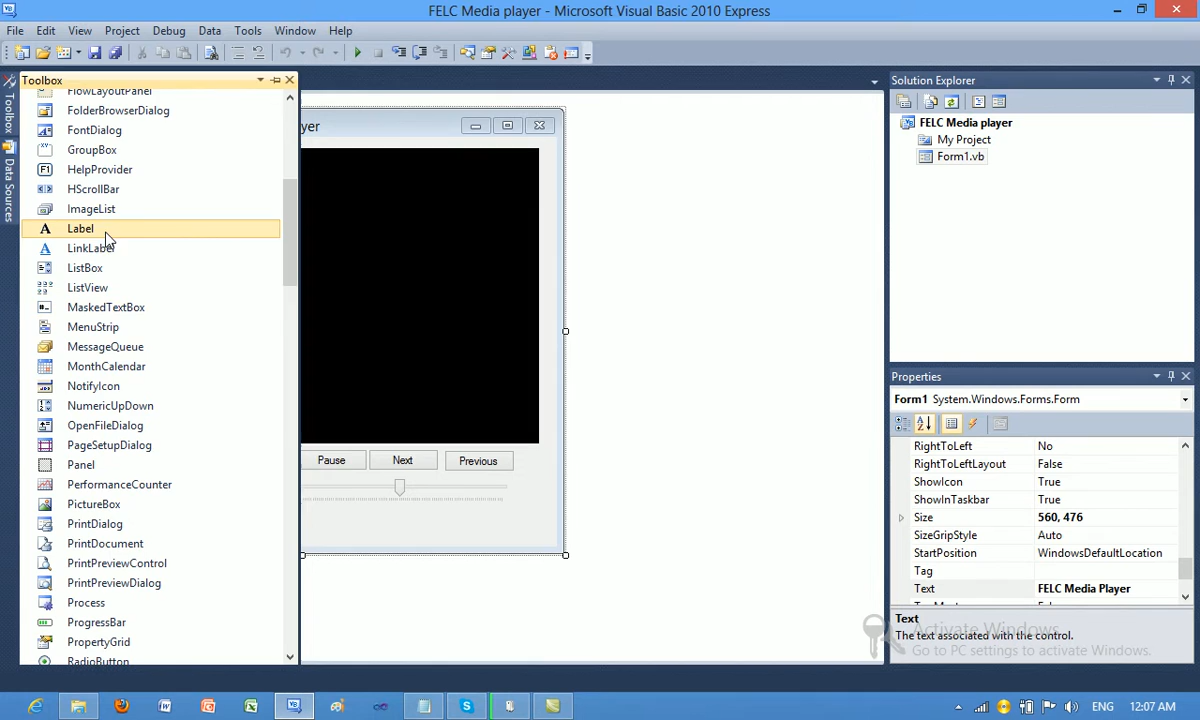 FELC Media player - Microsoft Visual Basic 2010 Express
File Edit View Project Debug Data Tools Window Help
Toolbox
Toolbox
Data Sources
FlowLayoutPanel
FolderBrowserDialog
FontDialog
GroupBox
HelpProvider
HScrollBar
ImageList
Label
LinkLabel
ListBox
ListView
MaskedTextBox
MenuStrip
MessageQueue
MonthCalendar
NotifyIcon
NumericUpDown
OpenFileDialog
PageSetupDialog
Panel
PerformanceCounter
PictureBox
PrintDialog
PrintDocument
PrintPreviewControl
PrintPreviewDialog
Process
ProgressBar
PropertyGrid
RadioButton
yer
Pause Next Previous
Solution Explorer
FELC Media player
My Project
Form1.vb
Properties
Form1 System.Windows.Forms.Form
RightToLeft No
RightToLeftLayout False
ShowIcon True
ShowInTaskbar True
Size 560, 476
SizeGripStyle Auto
StartPosition WindowsDefaultLocation
Tag
Text FELC Media Player
Text
The text associated with the control.
Activate Windows
Go to PC settings to activate Windows.
ENG 12:07 AM